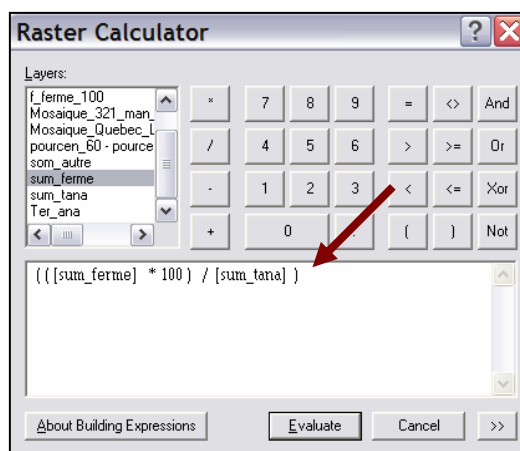 Raster Calculator
?
Layers:
f_ferme_100
Mosaique_321_man_
Mosaique_Quebec_L
pourcen_60 - pource
som_autre
sum_ferme
sum_tana
Ter_ana
* 7 8 9 = <> And
/ 4 5 6 > >= Or
- 1 2 3 < <= Xor
+ 0 . ( ) Not
(([sum_ferme] * 100) / [sum_tana] )
About Building Expressions Evaluate Cancel >>